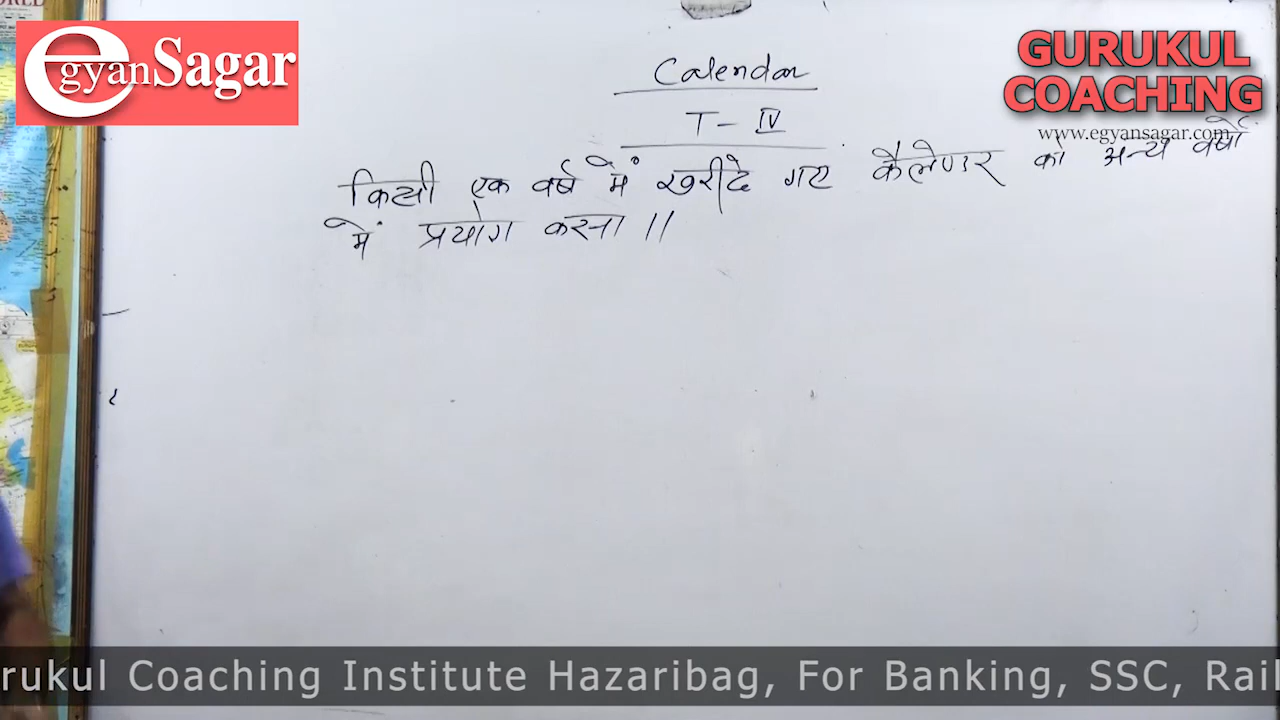 egyanSagar
GURUKUL
COACHING
www.egyansagar.com
Calendar
T - IV
किसी एक वर्ष में खरीदे गए कैलेण्डर को अन्य वर्षों
में प्रयोग करना ।।
rukul Coaching Institute Hazaribag, For Banking, SSC, Rail